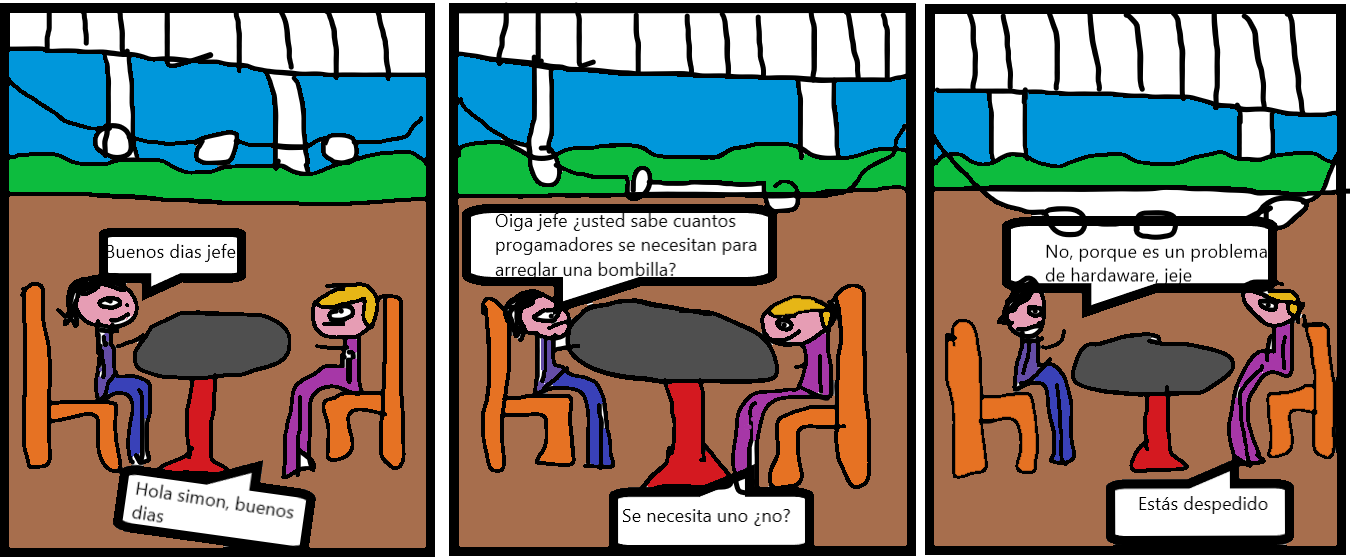 Buenos dias jefe
Hola simon, buenos
dias
Oiga jefe ¿usted sabe cuantos
progamadores se necesitan para
arreglar una bombilla?
Se necesita uno ¿no?
No, porque es un problema
de hardaware, jeje
Estás despedido